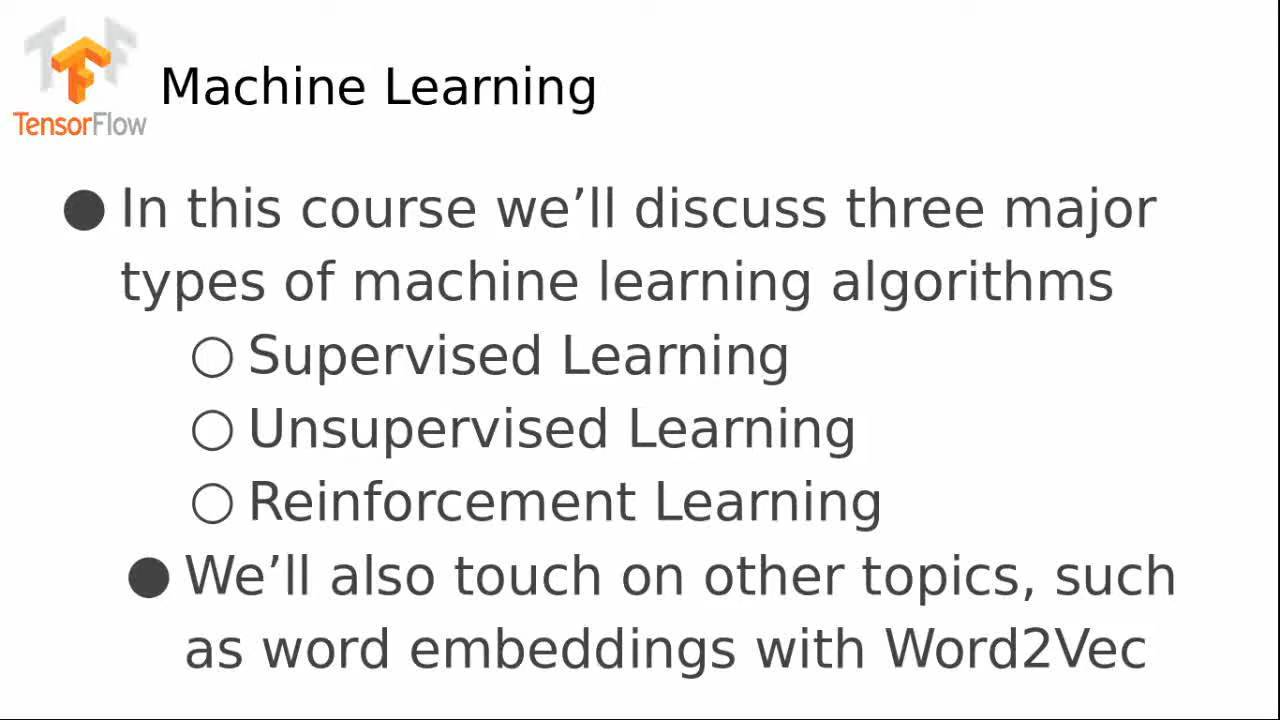 TensorFlow
Machine Learning
● In this course we’ll discuss three major
types of machine learning algorithms
○ Supervised Learning
○ Unsupervised Learning
○ Reinforcement Learning
● We’ll also touch on other topics, such
as word embeddings with Word2Vec